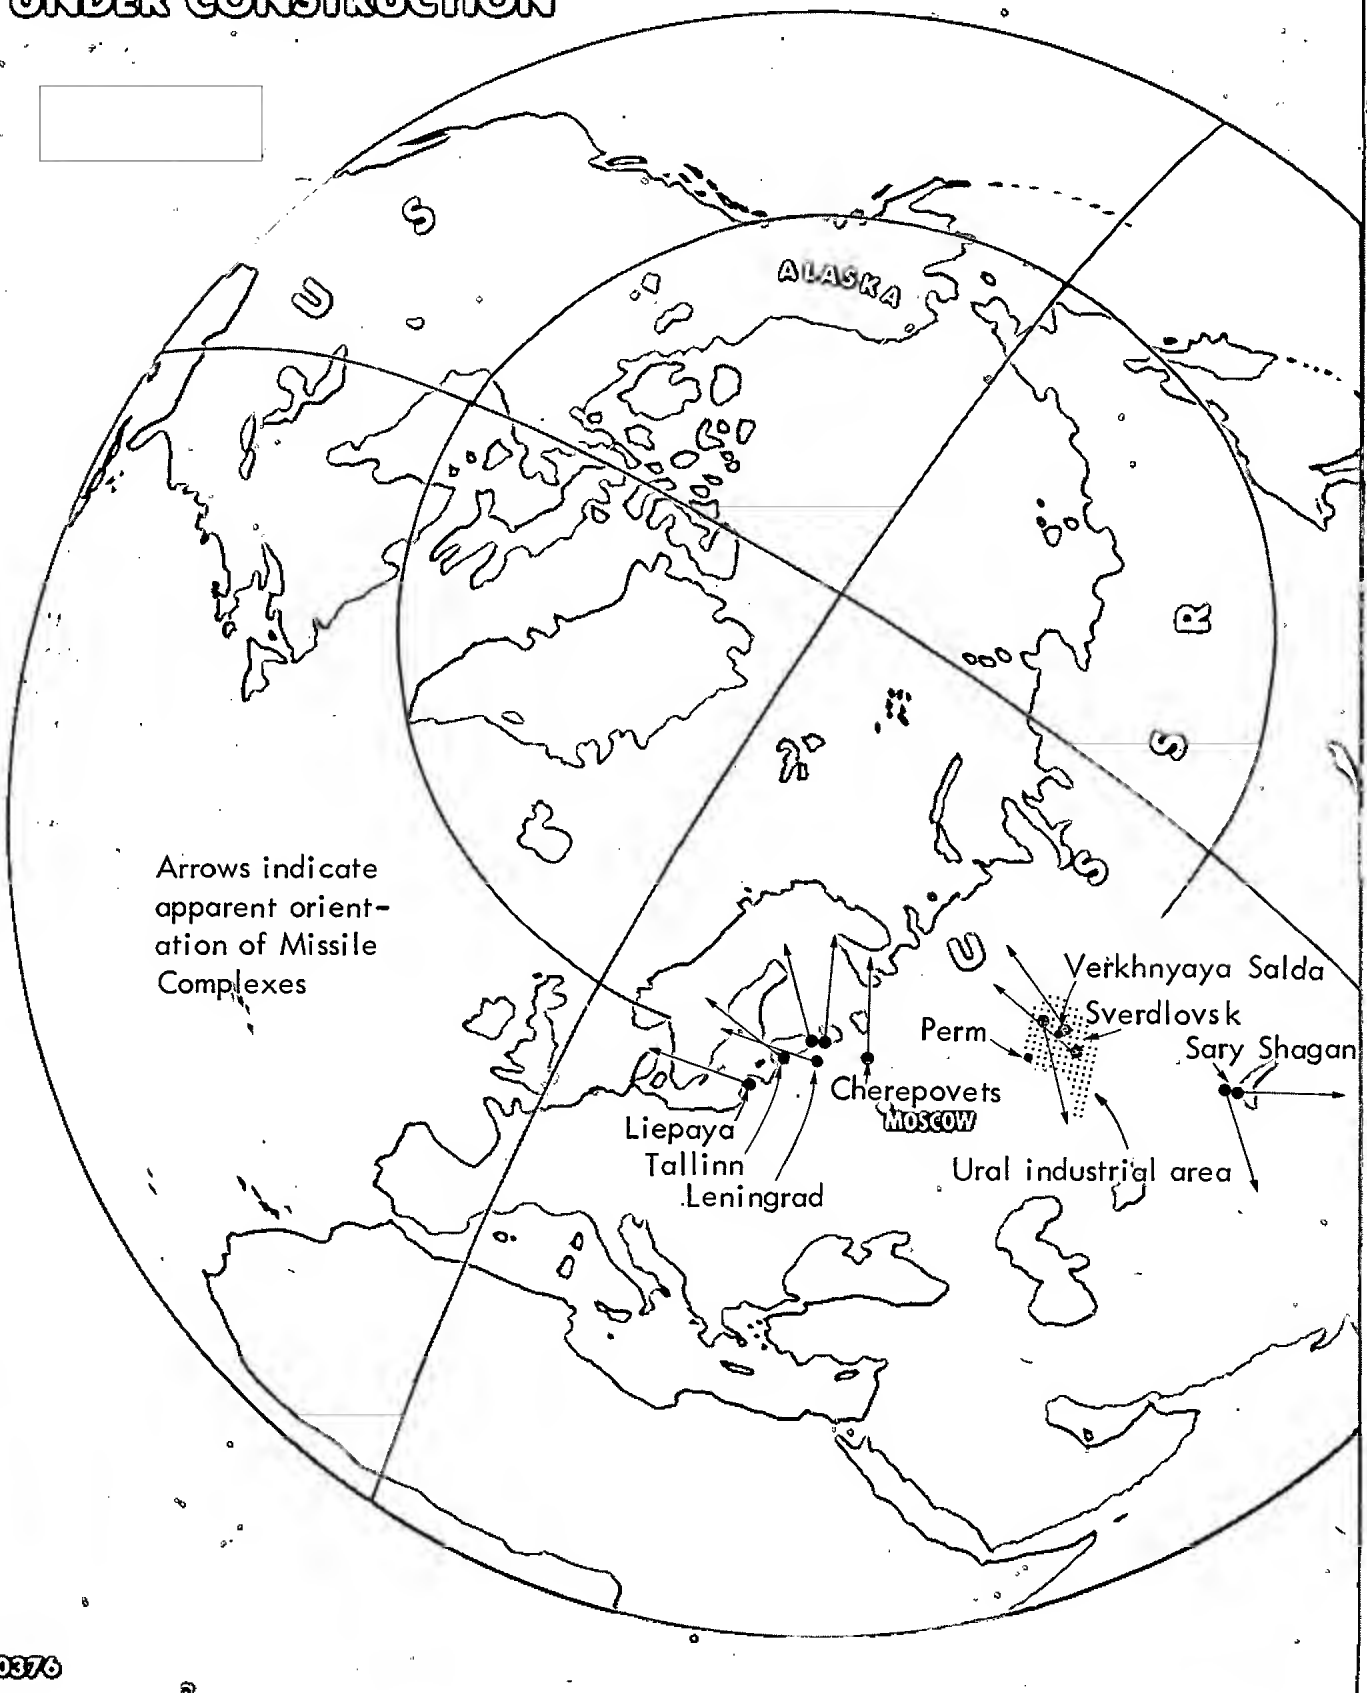 UNDER CONSTRUCTION
U S
ALASKA
U S S R
Arrows indicate
apparent orient-
ation of Missile
Complexes
Verkhnyaya Salda
Sverdlovsk
Perm
Sary Shagan
Cherepovets
MOSCOW
Liepaya
Tallinn
Leningrad
Ural industrial area
0376